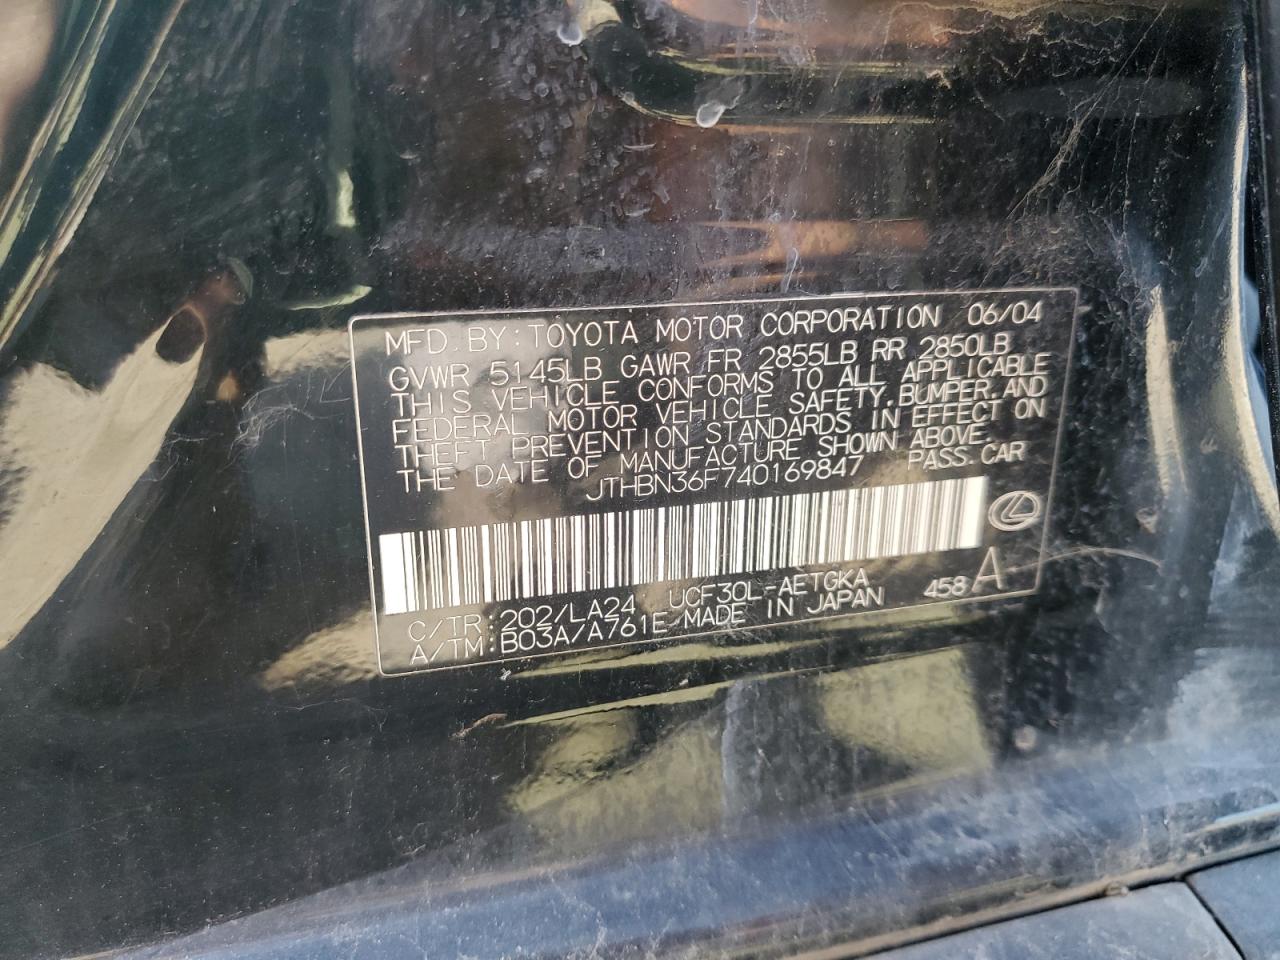 MFD. BY: TOYOTA MOTOR CORPORATION 06/04
GVWR 5145LB GAWR FR 2855LB RR 2850LB
THIS VEHICLE CONFORMS TO ALL APPLICABLE
FEDERAL MOTOR VEHICLE SAFETY, BUMPER, AND
THEFT PREVENTION STANDARDS IN EFFECT ON
THE DATE OF MANUFACTURE SHOWN ABOVE.
JTHBN36F740169847 PASS. CAR
C/TR: 202/LA24 UCF30L-AETGKA 458 A
A/TM: B03A/A761E MADE IN JAPAN